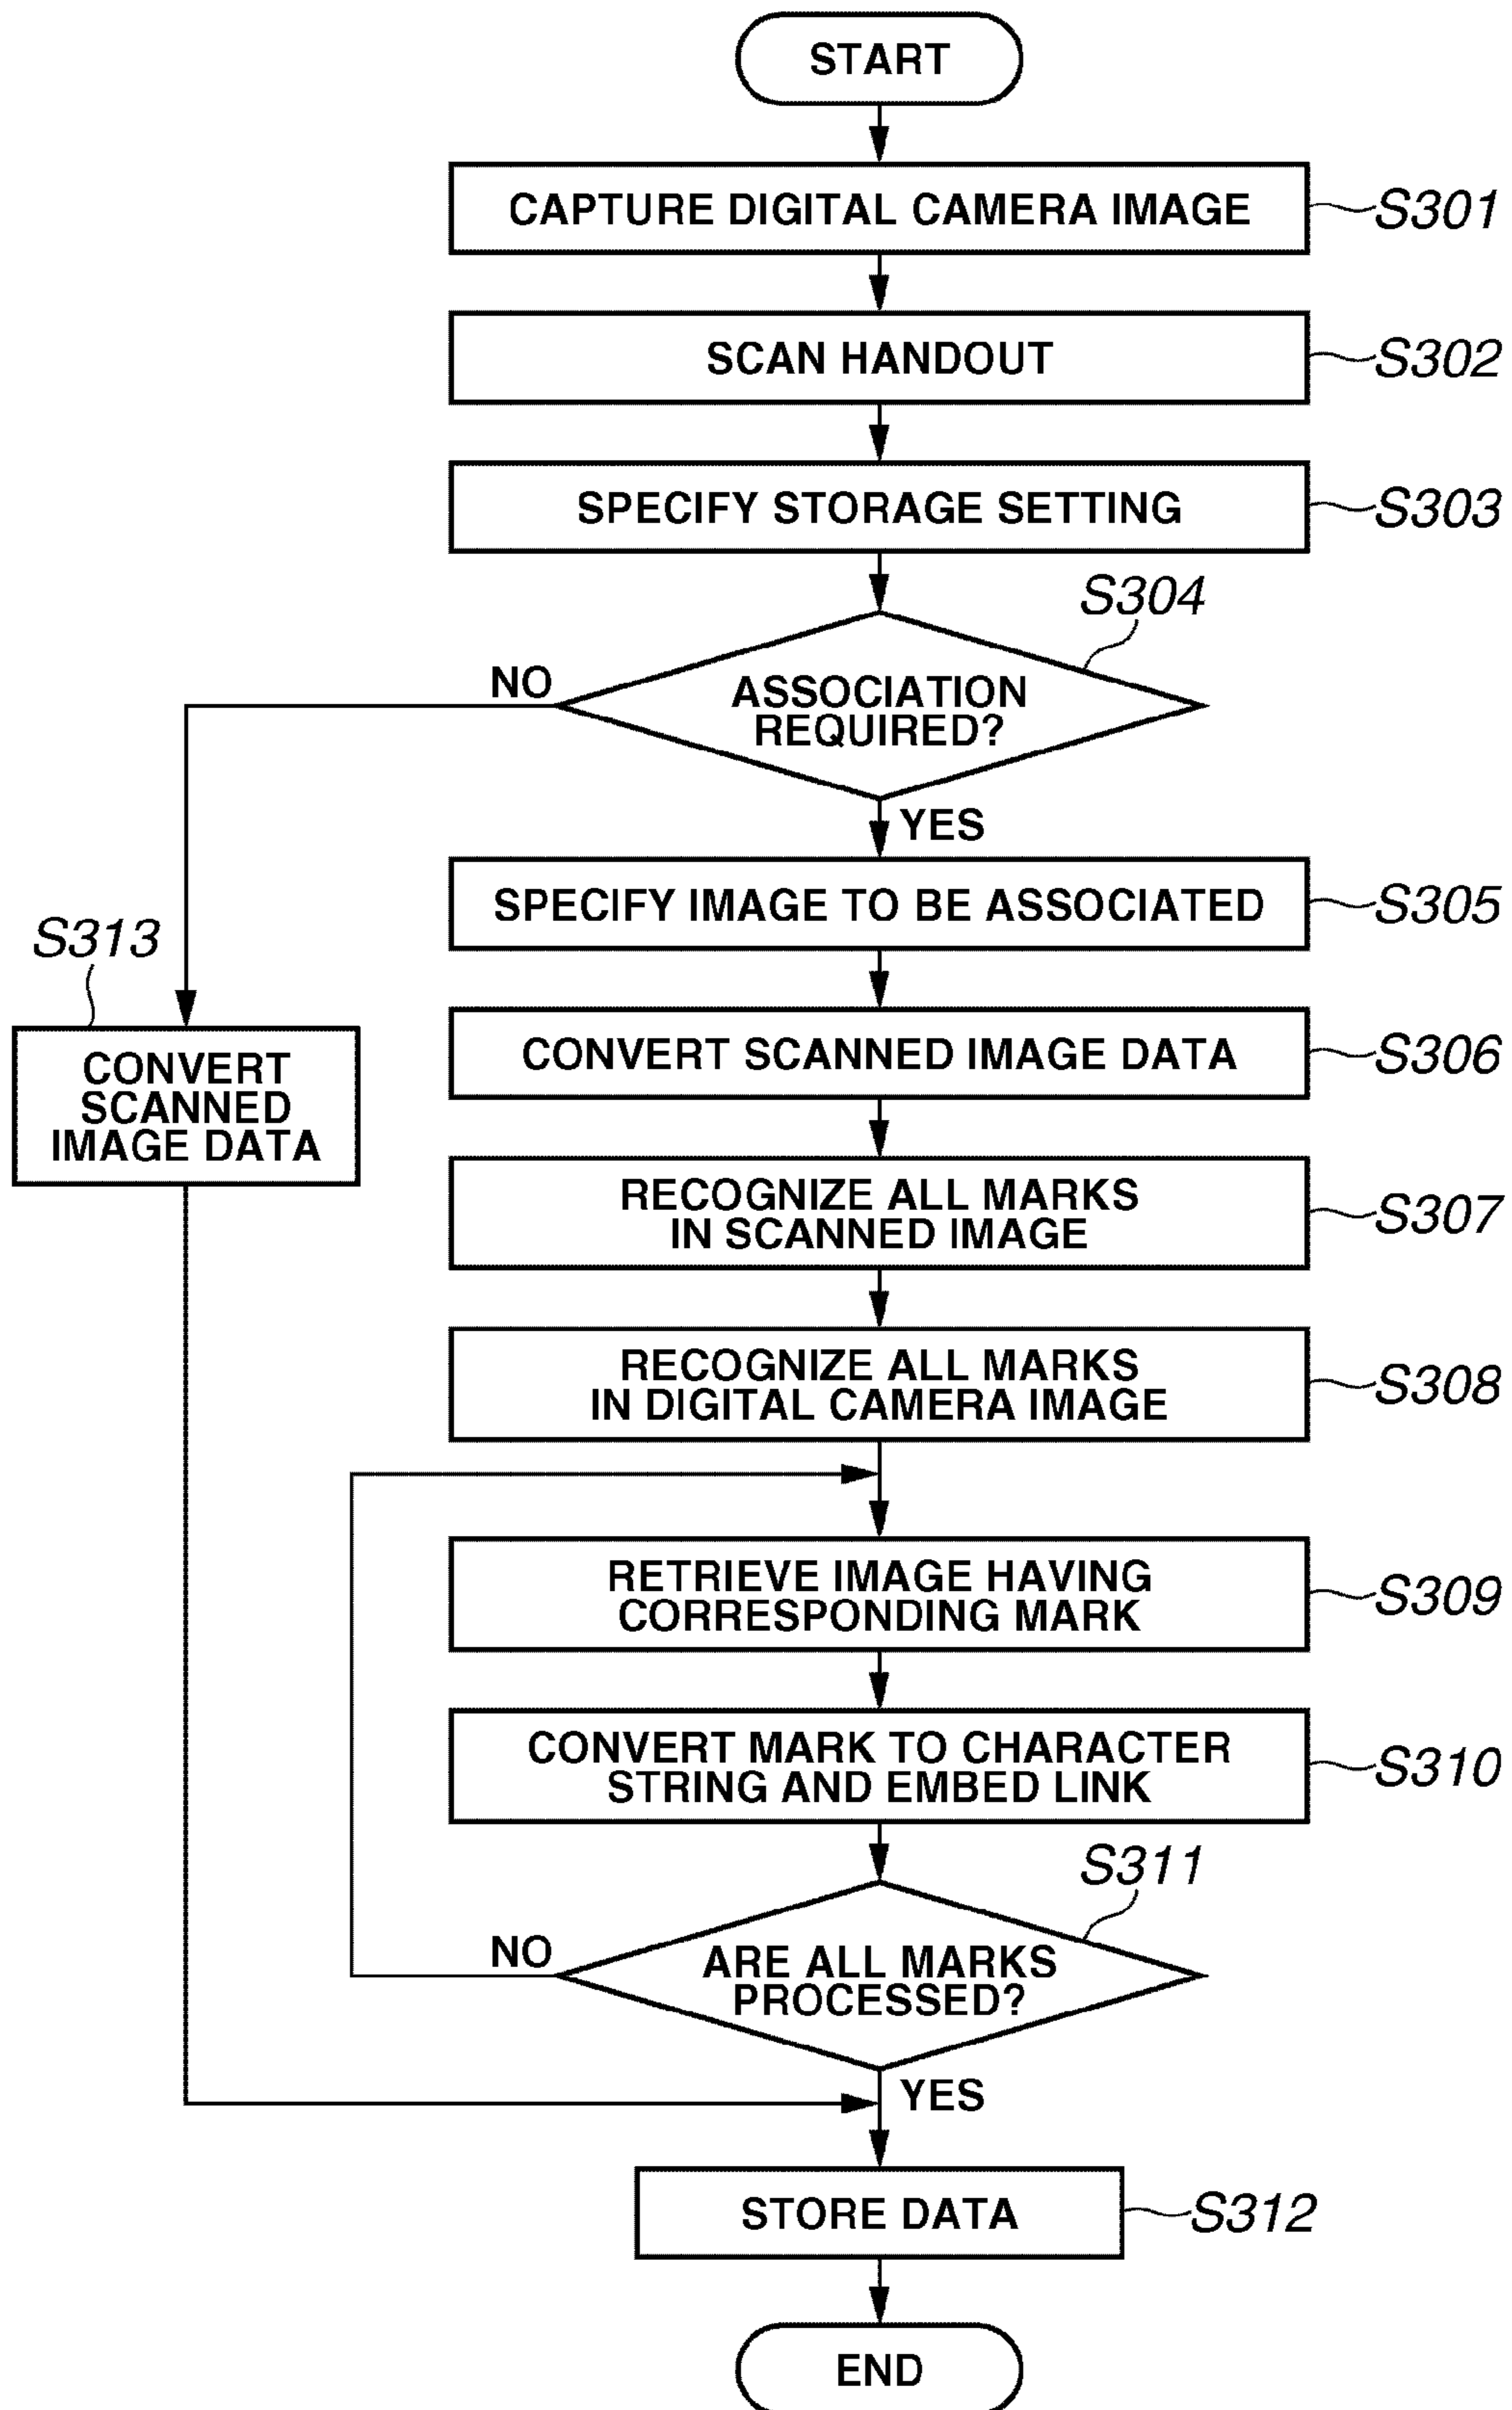 START
CAPTURE DIGITAL CAMERA IMAGE
S301
SCAN HANDOUT
S302
SPECIFY STORAGE SETTING
S303
S304
NO
ASSOCIATION
REQUIRED?
YES
SPECIFY IMAGE TO BE ASSOCIATED
S305
S313
CONVERT
SCANNED
IMAGE DATA
CONVERT SCANNED IMAGE DATA
S306
RECOGNIZE ALL MARKS
IN SCANNED IMAGE
S307
RECOGNIZE ALL MARKS
IN DIGITAL CAMERA IMAGE
S308
RETRIEVE IMAGE HAVING
CORRESPONDING MARK
S309
CONVERT MARK TO CHARACTER
STRING AND EMBED LINK
S310
S311
NO
ARE ALL MARKS
PROCESSED?
YES
STORE DATA
S312
END